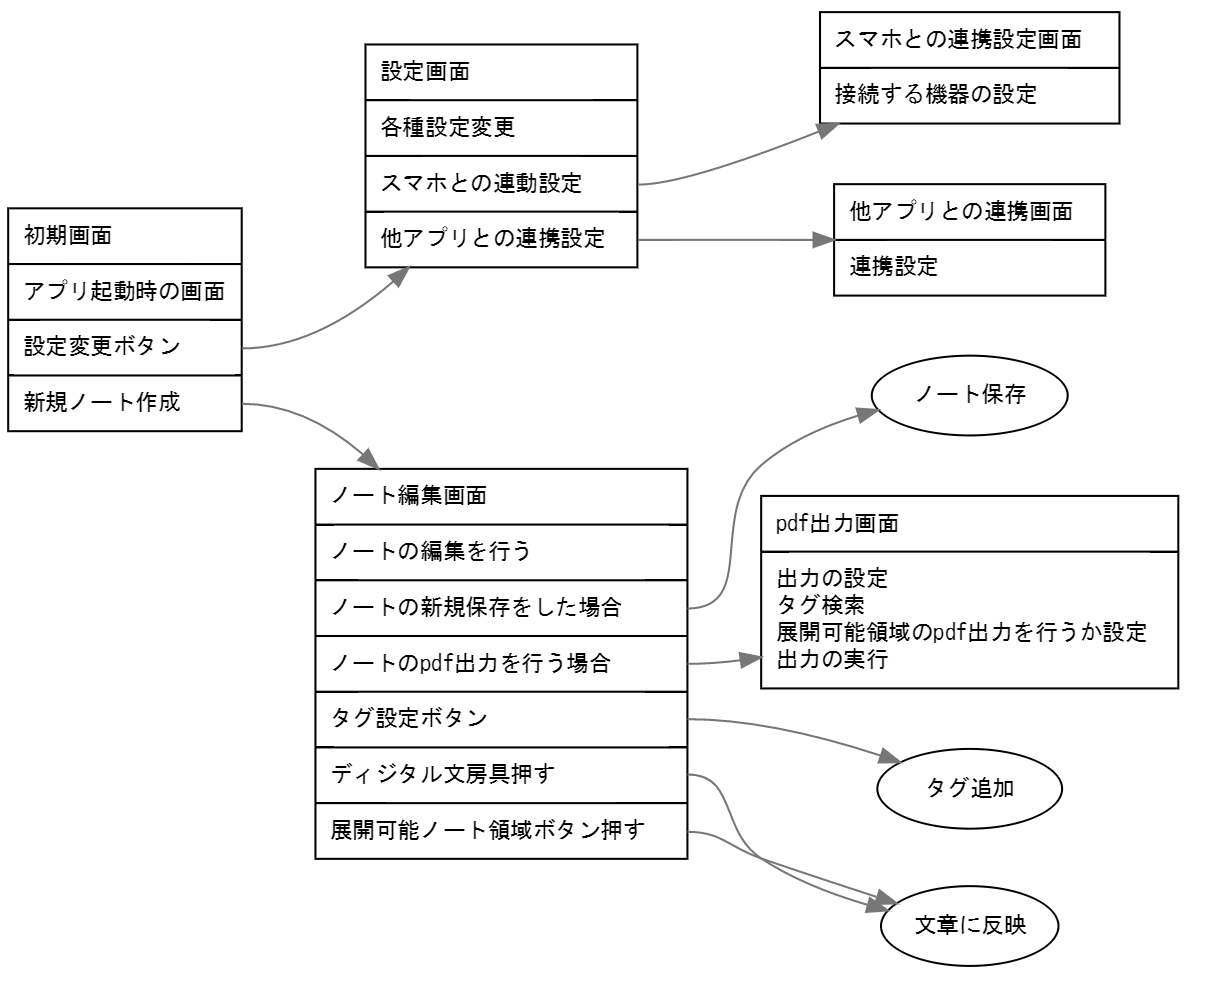 初期画面
アプリ起動時の画面
設定変更ボタン
新規ノート作成
設定画面
各種設定変更
スマホとの連動設定
他アプリとの連携設定
スマホとの連携設定画面
接続する機器の設定
他アプリとの連携画面
連携設定
ノート編集画面
ノートの編集を行う
ノートの新規保存をした場合
ノートのpdf出力を行う場合
タグ設定ボタン
ディジタル文房具押す
展開可能ノート領域ボタン押す
ノート保存
pdf出力画面
出力の設定
タグ検索
展開可能領域のpdf出力を行うか設定
出力の実行
タグ追加
文章に反映